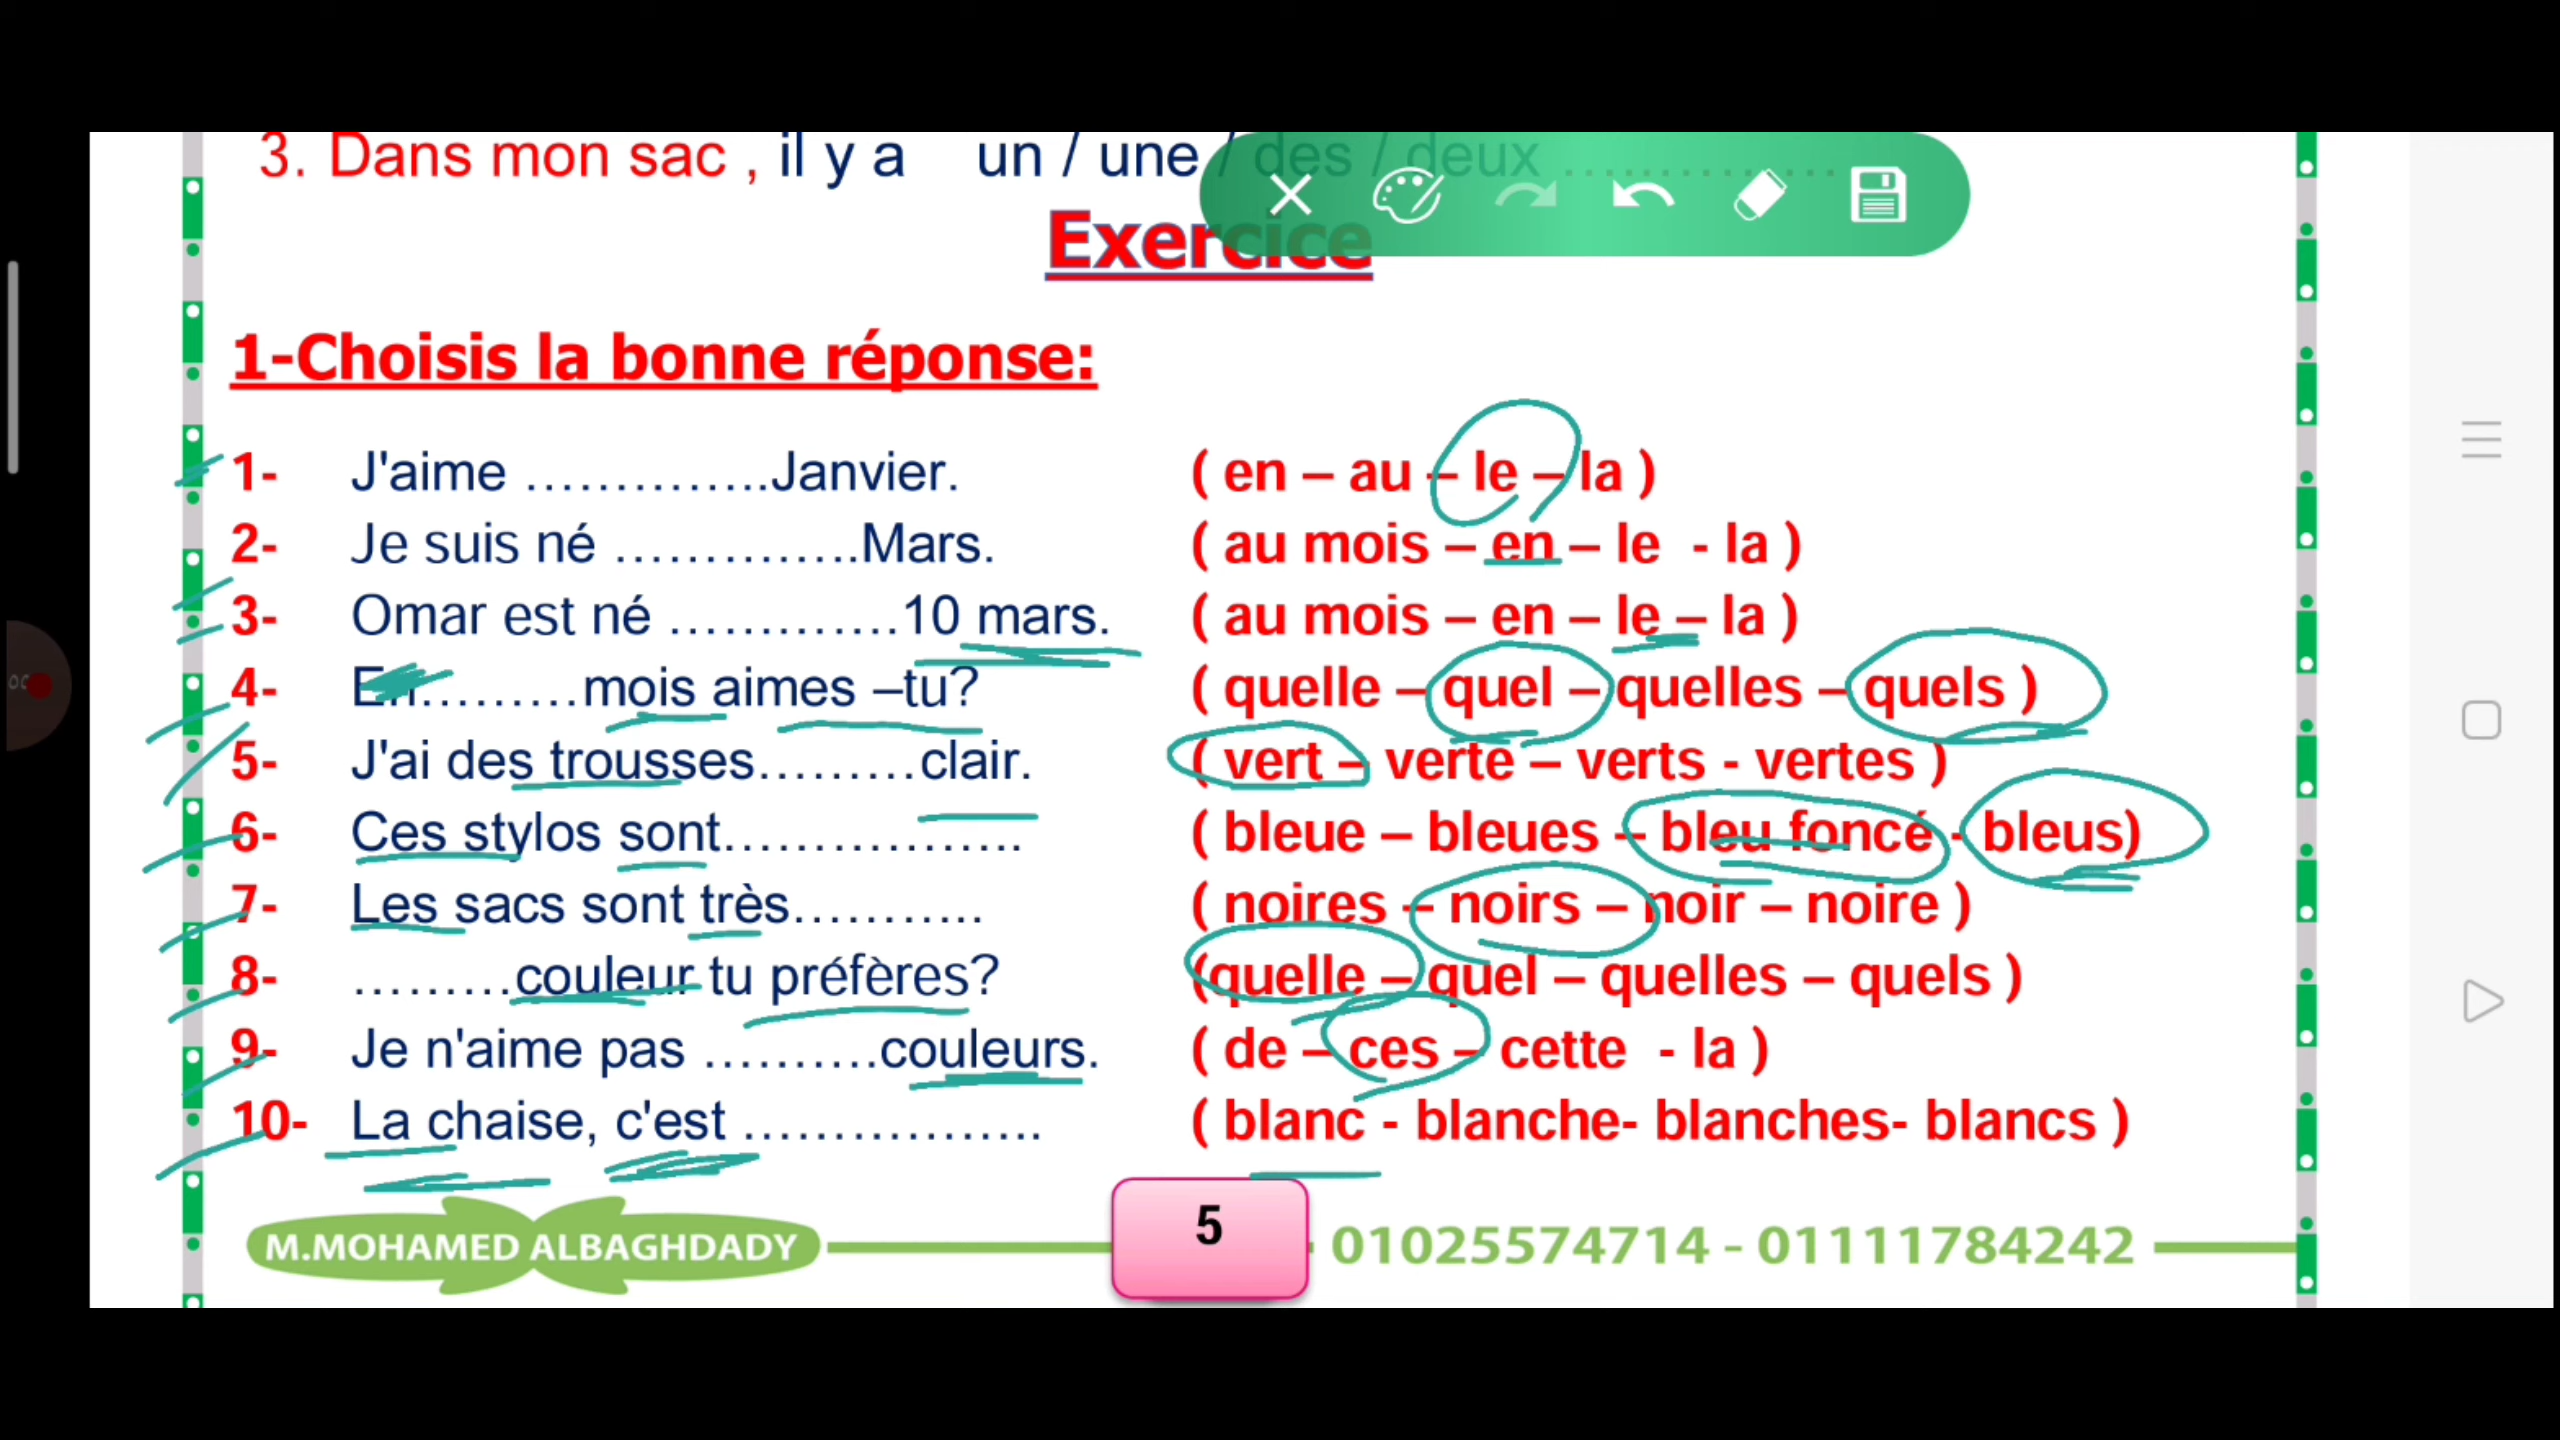 3. Dans mon sac , il y a un / une / des / deux ……………
Exercice
1-Choisis la bonne réponse:
1- J'aime …………..Janvier. ( en – au – le – la )
2- Je suis né …………..Mars. ( au mois – en – le - la )
3- Omar est né ………….10 mars. ( au mois – en – le – la )
4- En………mois aimes –tu? ( quelle – quel – quelles – quels )
5- J'ai des trousses………clair. ( vert – verte – verts - vertes )
6- Ces stylos sont…………….. ( bleue – bleues – bleu foncé - bleus)
7- Les sacs sont très……….. ( noires – noirs – noir – noire )
8- ………couleur tu préfères? (quelle – quel – quelles – quels )
9- Je n'aime pas ……….couleurs. ( de – ces – cette - la )
10- La chaise, c'est …………….. ( blanc - blanche- blanches- blancs )
M.MOHAMED ALBAGHDADY 5 01025574714 - 01111784242